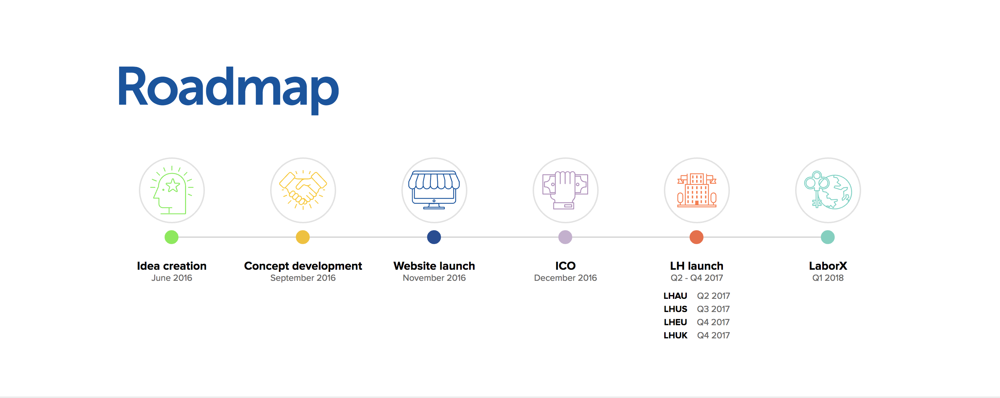 Roadmap
Idea creation
June 2016
Concept development
September 2016
Website launch
November 2016
ICO
December 2016
LH launch
Q2 - Q4 2017
LHAU Q2 2017
LHUS Q3 2017
LHEU Q4 2017
LHUK Q4 2017
LaborX
Q1 2018